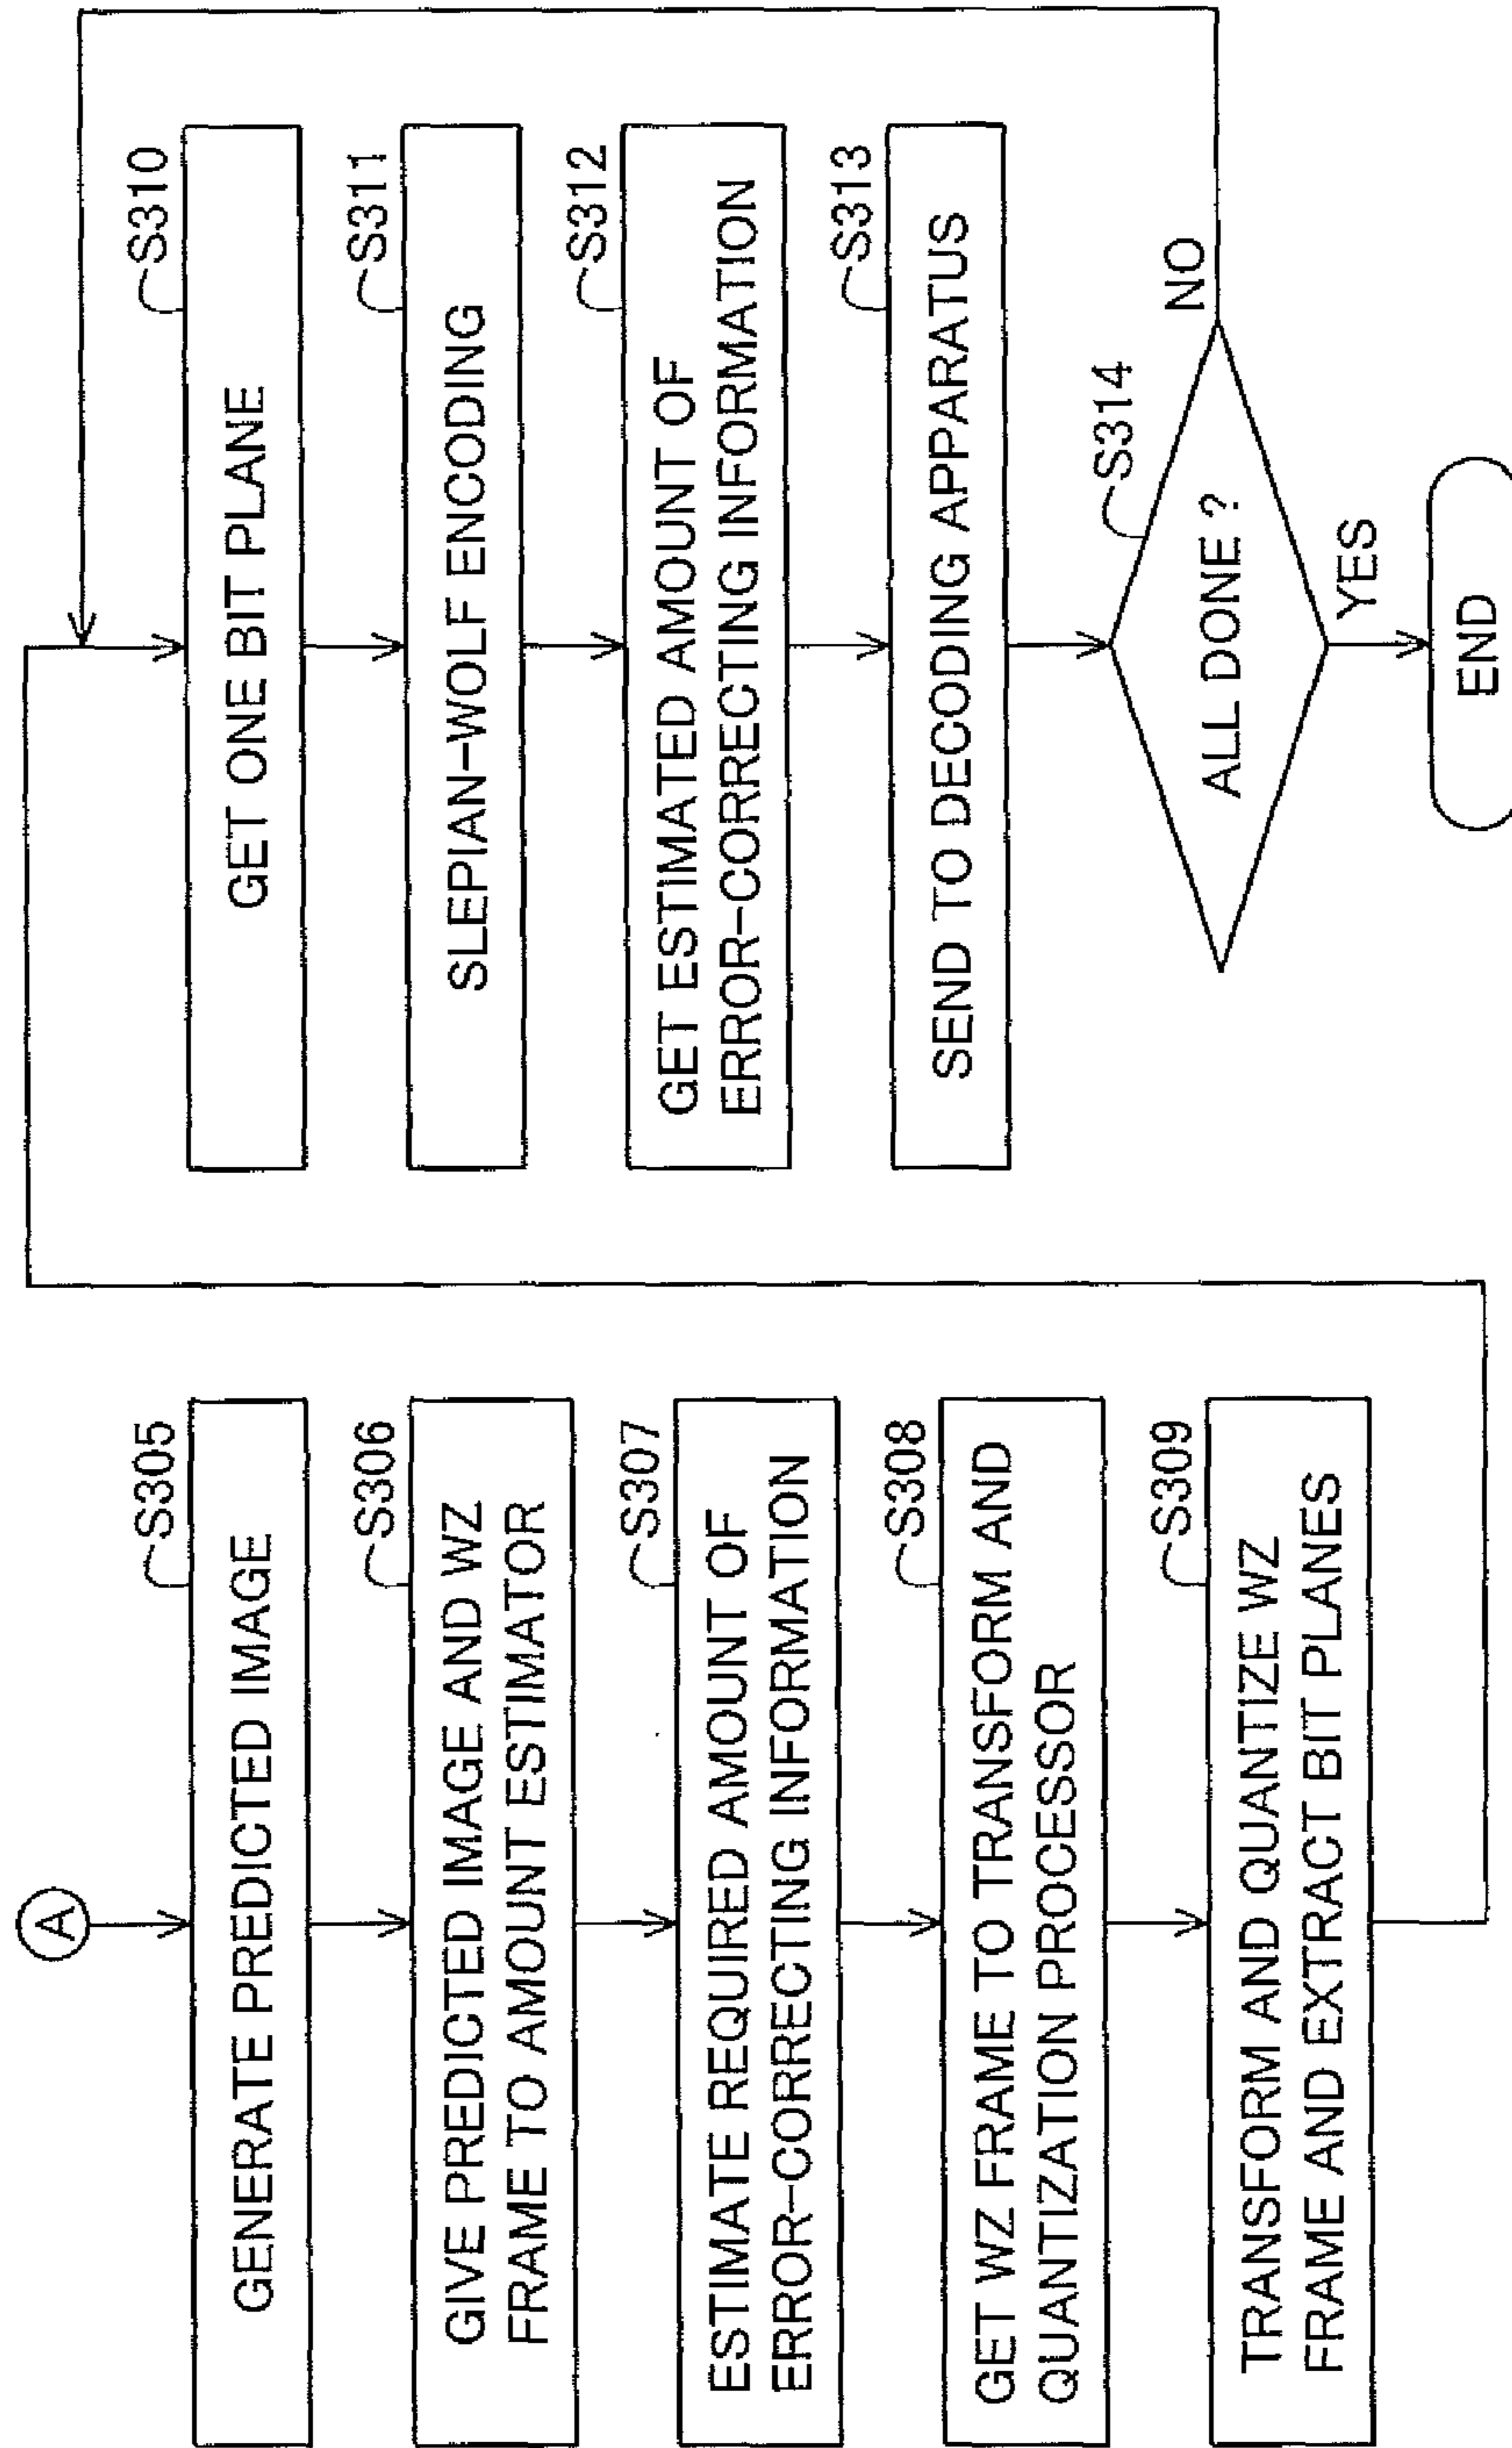 A
S305
GENERATE PREDICTED IMAGE
S306
GIVE PREDICTED IMAGE AND WZ
FRAME TO AMOUNT ESTIMATOR
S307
ESTIMATE REQUIRED AMOUNT OF
ERROR-CORRECTING INFORMATION
S308
GET WZ FRAME TO TRANSFORM AND
QUANTIZATION PROCESSOR
S309
TRANSFORM AND QUANTIZE WZ
FRAME AND EXTRACT BIT PLANES
S310
GET ONE BIT PLANE
S311
SLEPIAN-WOLF ENCODING
S312
GET ESTIMATED AMOUNT OF
ERROR-CORRECTING INFORMATION
S313
SEND TO DECODING APPARATUS
S314
ALL DONE ?
NO
YES
END